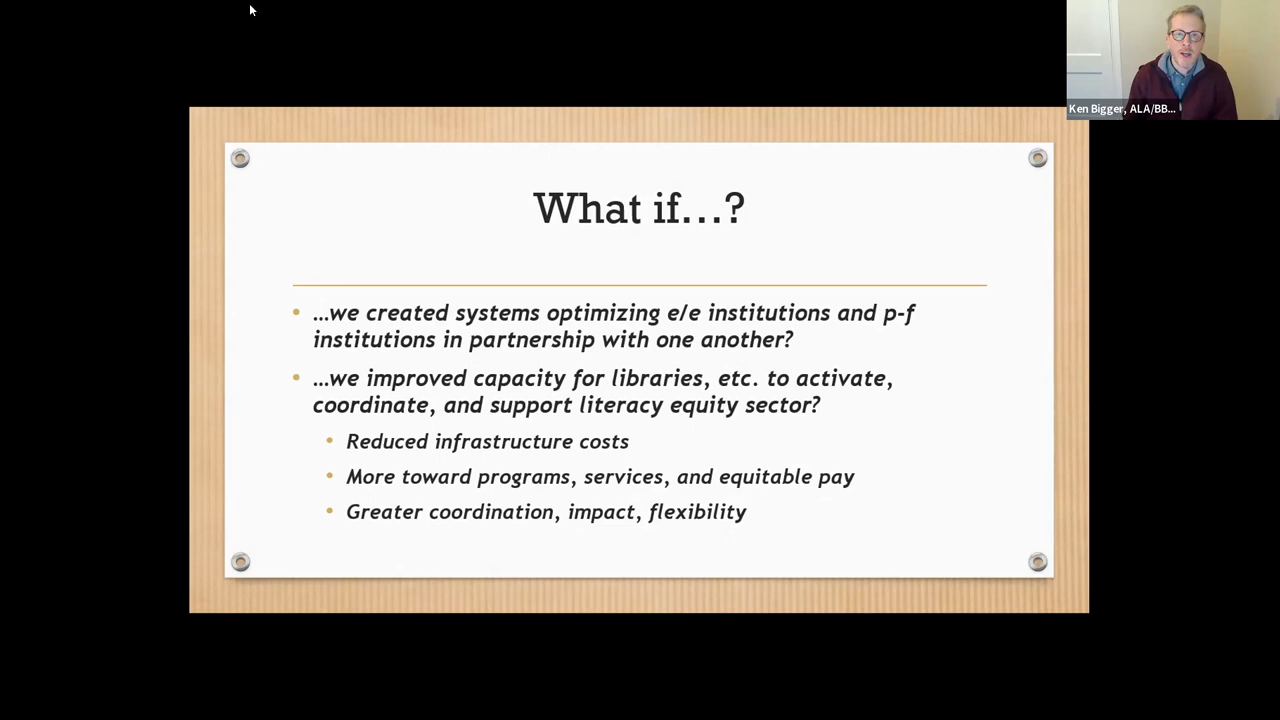 Ken Bigger, ALA/BB...
What if...?
...we created systems optimizing e/e institutions and p-f
institutions in partnership with one another?
...we improved capacity for libraries, etc. to activate,
coordinate, and support literacy equity sector?
Reduced infrastructure costs
More toward programs, services, and equitable pay
Greater coordination, impact, flexibility